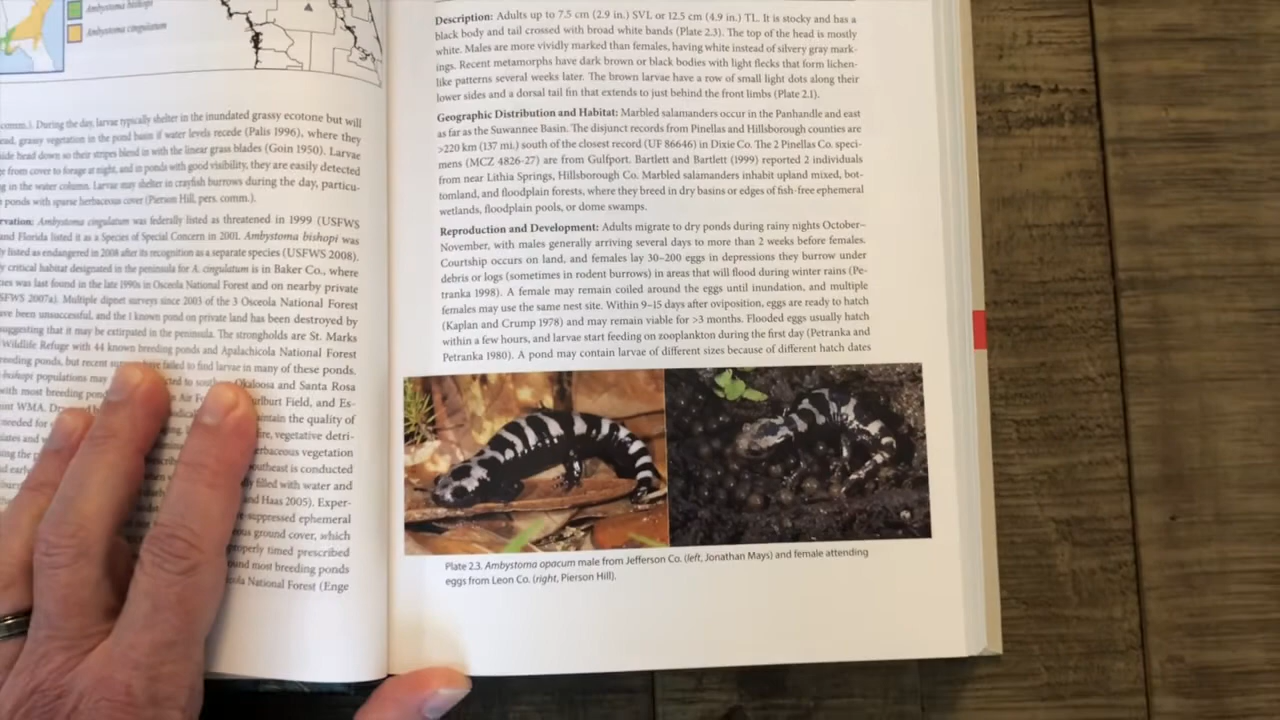 Ambystoma bishopi
Ambystoma cingulatum
comm.). During the day, larvae typically shelter in the inundated grassy ecotone but will
grassy vegetation in the pond basin if water levels recede (Palis 1996), where they
head down so their stripes blend in with the linear grass blades (Goin 1950). Larvae
from cover to forage at night, and in ponds with good visibility, they are easily detected
in the water column. Larvae may shelter in crayfish burrows during the day, particu-
ponds with sparse herbaceous cover (Pierson Hill, pers. comm.).
rvation: Ambystoma cingulatum was federally listed as threatened in 1999 (USFWS
and Florida listed it as a Species of Special Concern in 2001. Ambystoma bishopi was
listed as endangered in 2008 after its recognition as a separate species (USFWS 2008).
critical habitat designated in the peninsula for A. cingulatum is in Baker Co., where
ies was last found in the late 1990s in Osceola National Forest and on nearby private
SFWS 2007a). Multiple dipnet surveys since 2003 of the 3 Osceola National Forest
ave been unsuccessful, and the 1 known pond on private land has been destroyed by
suggesting that it may be extirpated in the peninsula. The strongholds are St. Marks
Wildlife Refuge with 44 known breeding ponds and Apalachicola National Forest
reeding ponds, but recent have failed to find larvae in many of these ponds.
bishopi populations may Okaloosa and Santa Rosa
with most breeding pon in Air Fo urlburt Field, and Es-
WMA. aintain the quality of
needed for ire, vegetative detri-
and erbaceous vegetation
outheast is conducted
filled with water and
and Haas 2005). Exper-
suppressed ephemeral
ous ground cover, which
properly timed prescribed
ound most breeding ponds
cola National Forest (Enge
Description: Adults up to 7.5 cm (2.9 in.) SVL or 12.5 cm (4.9 in.) TL. It is stocky and has a
black body and tail crossed with broad white bands (Plate 2.3). The top of the head is mostly
white. Males are more vividly marked than females, having white instead of silvery gray mark-
ings. Recent metamorphs have dark brown or black bodies with light flecks that form lichen-
like patterns several weeks later. The brown larvae have a row of small light dots along their
lower sides and a dorsal tail fin that extends to just behind the front limbs (Plate 2.1).
Geographic Distribution and Habitat: Marbled salamanders occur in the Panhandle and east
as far as the Suwannee Basin. The disjunct records from Pinellas and Hillsborough counties are
>220 km (137 mi.) south of the closest record (UF 86646) in Dixie Co. The 2 Pinellas Co. speci-
mens (MCZ 4826-27) are from Gulfport. Bartlett and Bartlett (1999) reported 2 individuals
from near Lithia Springs, Hillsborough Co. Marbled salamanders inhabit upland mixed, bot-
tomland, and floodplain forests, where they breed in dry basins or edges of fish-free ephemeral
wetlands, floodplain pools, or dome swamps.
Reproduction and Development: Adults migrate to dry ponds during rainy nights October–
November, with males generally arriving several days to more than 2 weeks before females.
Courtship occurs on land, and females lay 30–200 eggs in depressions they burrow under
debris or logs (sometimes in rodent burrows) in areas that will flood during winter rains (Pe-
tranka 1998). A female may remain coiled around the eggs until inundation, and multiple
females may use the same nest site. Within 9–15 days after oviposition, eggs are ready to hatch
(Kaplan and Crump 1978) and may remain viable for >3 months. Flooded eggs usually hatch
within a few hours, and larvae start feeding on zooplankton during the first day (Petranka and
Petranka 1980). A pond may contain larvae of different sizes because of different hatch dates
Plate 2.3. Ambystoma opacum male from Jefferson Co. (left, Jonathan Mays) and female attending
eggs from Leon Co. (right, Pierson Hill).